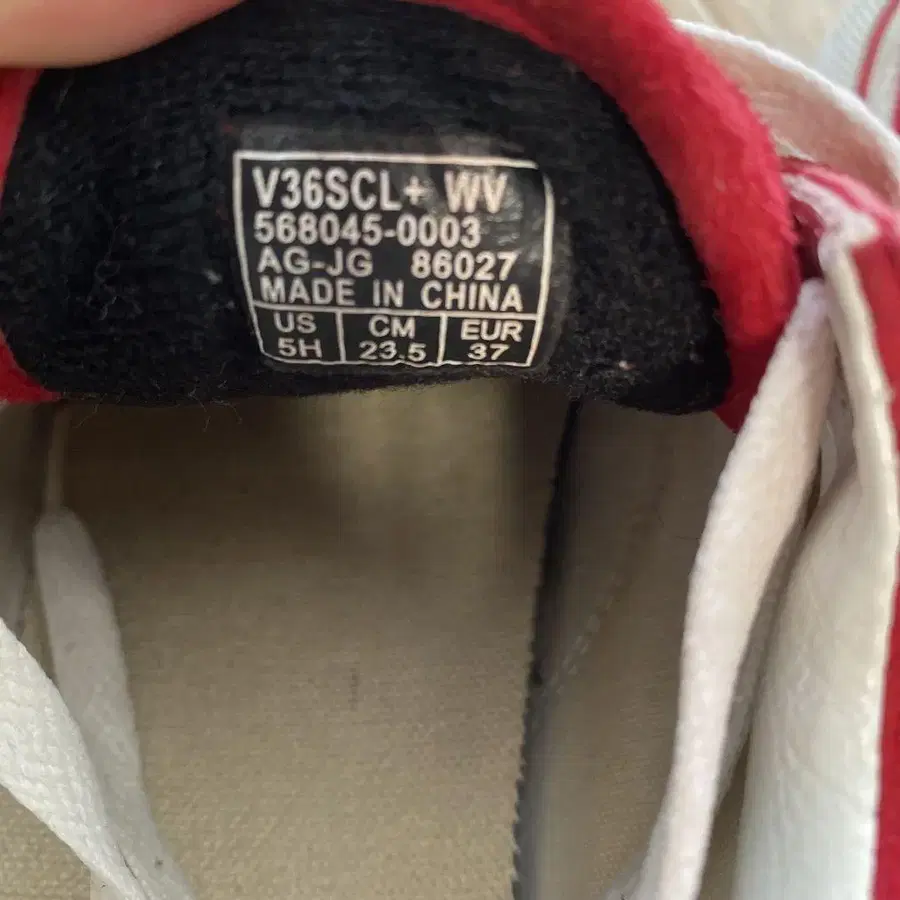 V36SCL+ WV
568045-0003
AG-JG 86027
MADE IN CHINA
US CM EUR
5H 23.5 37